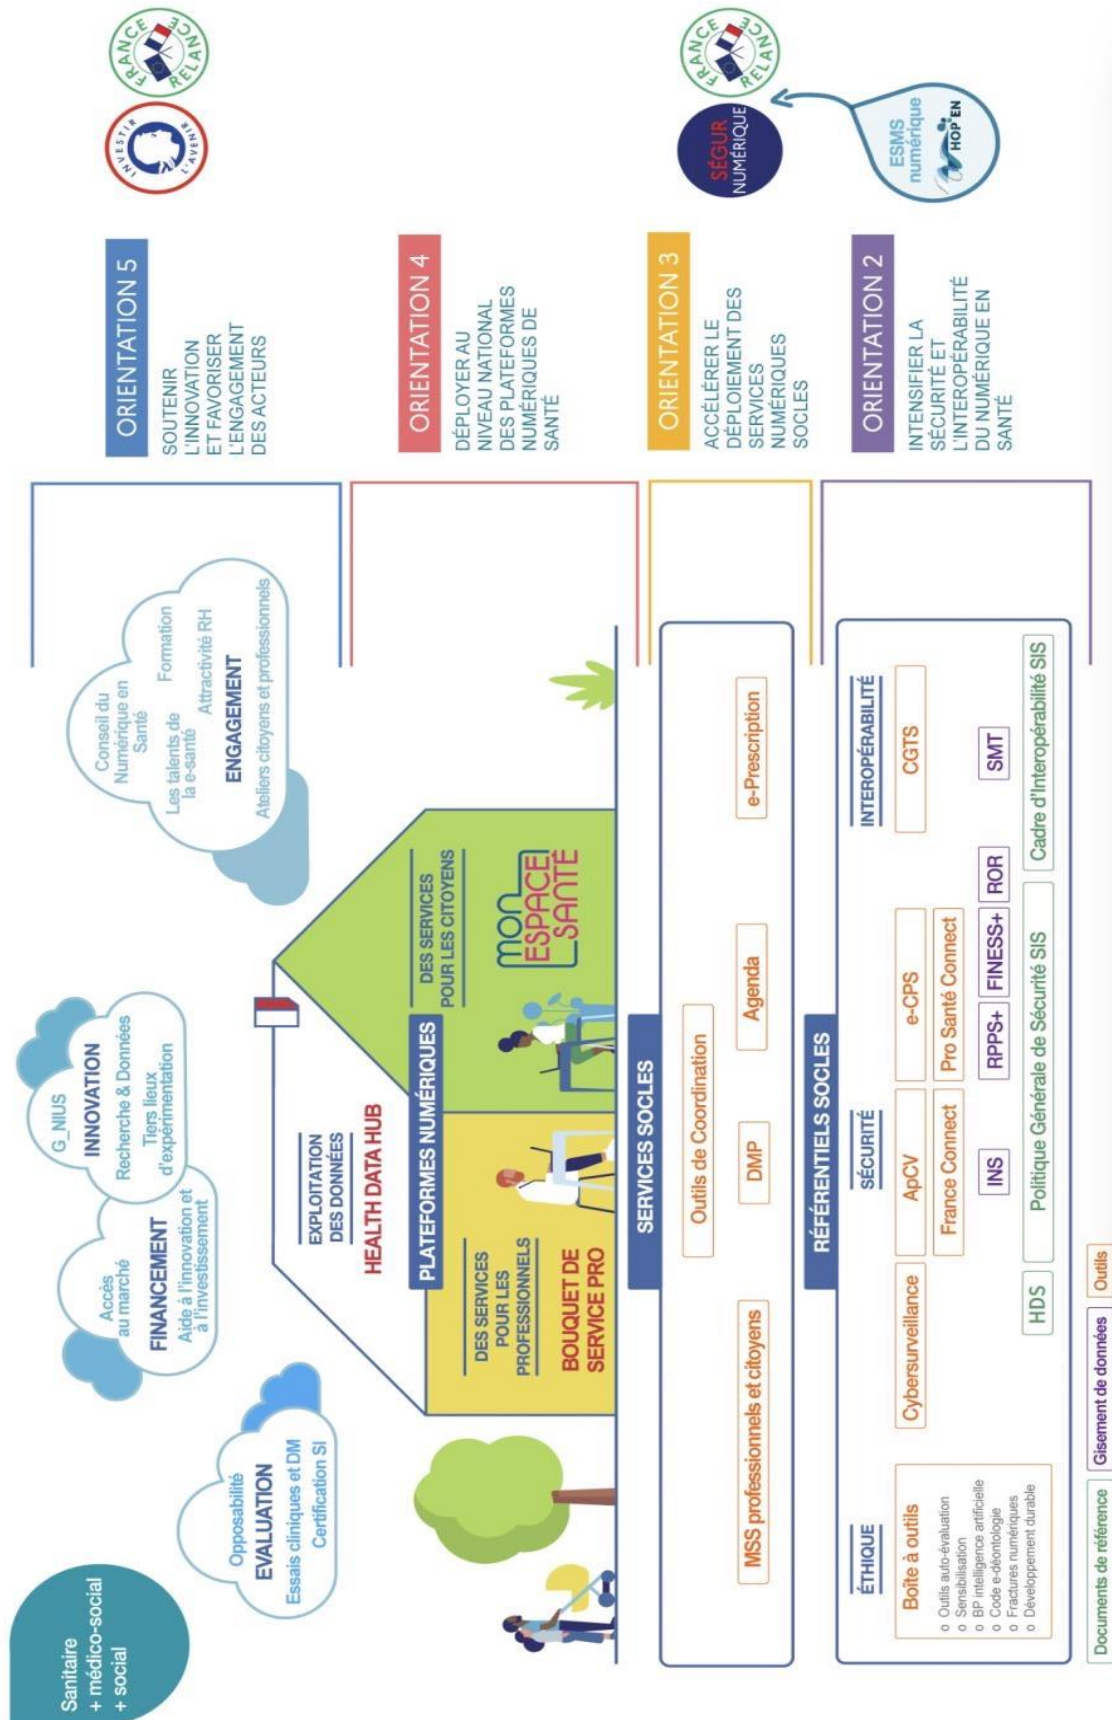 Sanitaire
+ médico-social
+ social
Opposabilité
EVALUATION
Essais cliniques et DM
Certification SI
Accès
au marché
FINANCEMENT
Aide à l'innovation et
à l'investissement
G_NIUS
INNOVATION
Recherche & Données
Tiers lieux
d'expérimentation
Conseil du
Numérique en
Santé
Les talents de
la e-santé
Formation
Attractivité RH
ENGAGEMENT
Ateliers citoyens et professionnels
ORIENTATION 5
SOUTENIR
L'INNOVATION
ET FAVORISER
L'ENGAGEMENT
DES ACTEURS
INVESTIR
L'AVENIR
FRANCE
RELANCE
EXPLOITATION
DES DONNÉES
HEALTH DATA HUB
PLATEFORMES NUMÉRIQUES
DES SERVICES
POUR LES
PROFESSIONNELS
BOUQUET DE
SERVICE PRO
DES SERVICES
POUR LES CITOYENS
MON
ESPACE
SANTÉ
ORIENTATION 4
DÉPLOYER AU
NIVEAU NATIONAL
DES PLATEFORMES
NUMÉRIQUES DE
SANTÉ
SERVICES SOCLES
Outils de Coordination
MSS professionnels et citoyens
DMP
Agenda
e-Prescription
ORIENTATION 3
ACCÉLÉRER LE
DÉPLOIEMENT DES
SERVICES
NUMÉRIQUES
SOCLES
SÉGUR
NUMÉRIQUE
FRANCE
RELANCE
RÉFÉRENTIELS SOCLES
ÉTHIQUE
SÉCURITÉ
INTEROPÉRABILITÉ
Boîte à outils
o Outils auto-évaluation
o Sensibilisation
o BP intelligence artificielle
o Code e-déontologie
o Fractures numériques
o Développement durable
Cybersurveillance
ApCV
e-CPS
CGTS
France Connect
Pro Santé Connect
INS
RPPS+
FINESS+
ROR
SMT
HDS
Politique Générale de Sécurité SIS
Cadre d'Interopérabilité SIS
ORIENTATION 2
INTENSIFIER LA
SÉCURITÉ ET
L'INTEROPÉRABILITÉ
DU NUMÉRIQUE EN
SANTÉ
ESMS
numérique
HOP'EN
Documents de référence
Gisement de données
Outils